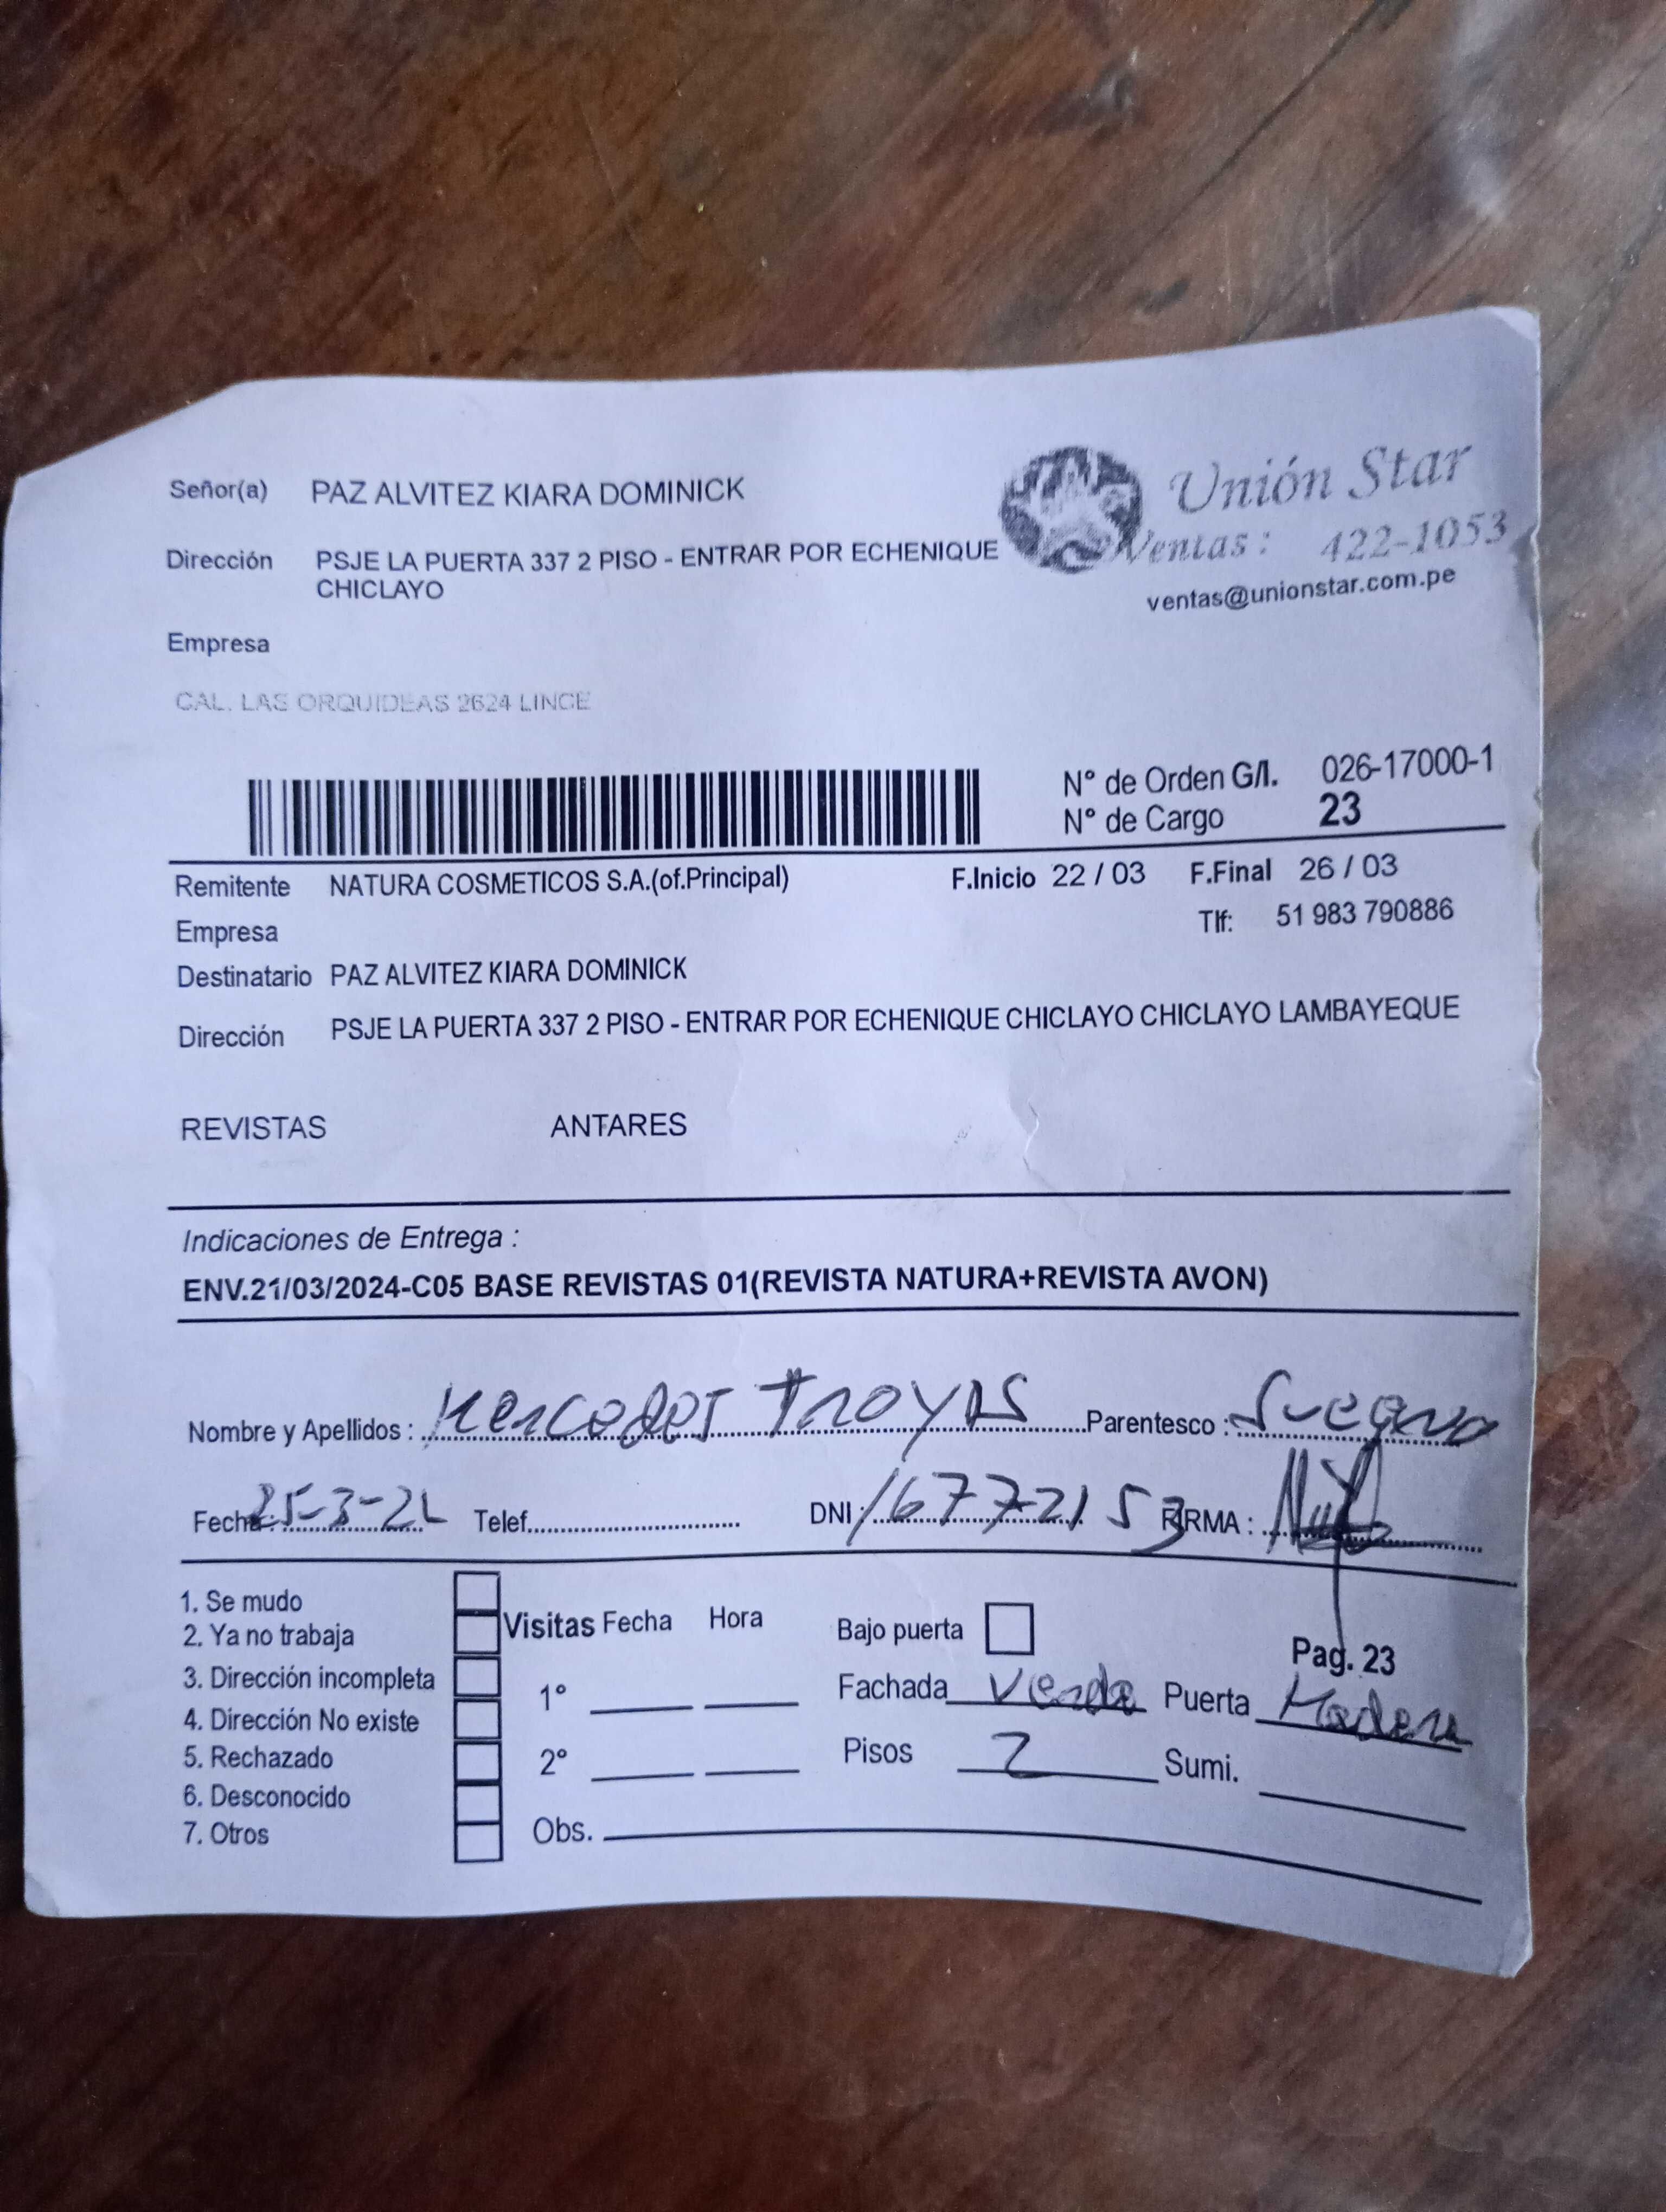 Señor(a) PAZ ALVITEZ KIARA DOMINICK
Unión Star
Ventas : 422-1053
ventas@unionstar.com.pe
Dirección PSJE LA PUERTA 337 2 PISO - ENTRAR POR ECHENIQUE
CHICLAYO
Empresa
CAL. LAS ORQUIDEAS 2624 LINCE
N° de Orden G/I. 026-17000-1
N° de Cargo 23
Remitente NATURA COSMETICOS S.A.(of.Principal) F.Inicio 22 / 03 F.Final 26 / 03
Empresa Tlf: 51 983 790886
Destinatario PAZ ALVITEZ KIARA DOMINICK
Dirección PSJE LA PUERTA 337 2 PISO - ENTRAR POR ECHENIQUE CHICLAYO CHICLAYO LAMBAYEQUE
REVISTAS ANTARES
Indicaciones de Entrega :
ENV.21/03/2024-C05 BASE REVISTAS 01(REVISTA NATURA+REVISTA AVON)
Nombre y Apellidos : Mercedes Troyas Parentesco : Suegra
Fecha : 25-3-24 Telef. DNI : 16772153 FIRMA :
1. Se mudo
2. Ya no trabaja
3. Dirección incompleta
4. Dirección No existe
5. Rechazado
6. Desconocido
7. Otros
Visitas Fecha Hora
1°
2°
Obs.
Bajo puerta
Pag. 23
Fachada Verde Puerta Madera
Pisos 2 Sumi.